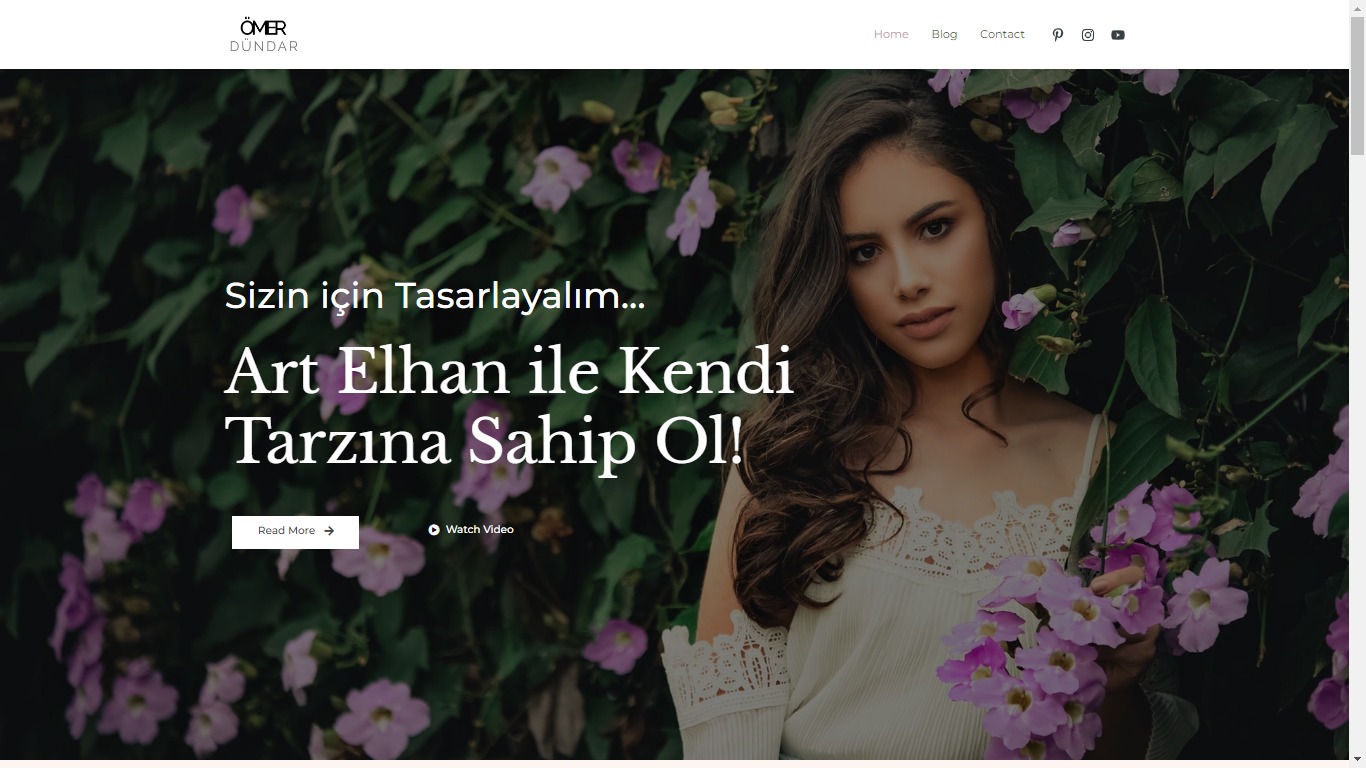 ÖMER
DÜNDAR
Home Blog Contact
Sizin için Tasarlayalım...
Art Elhan ile Kendi
Tarzına Sahip Ol!
Read More
Watch Video